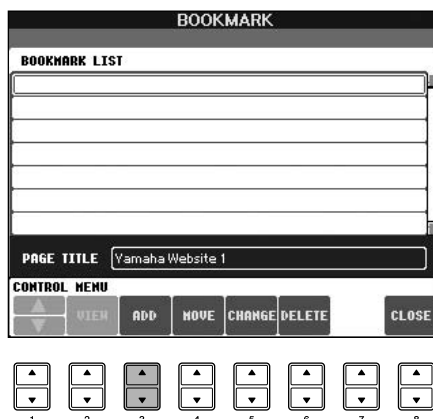 BOOKMARK
BOOKMARK LIST
PAGE TITLE Yamaha Website 1
CONTROL MENU
VIEW ADD MOVE CHANGE DELETE CLOSE
1 2 3 4 5 6 7 8